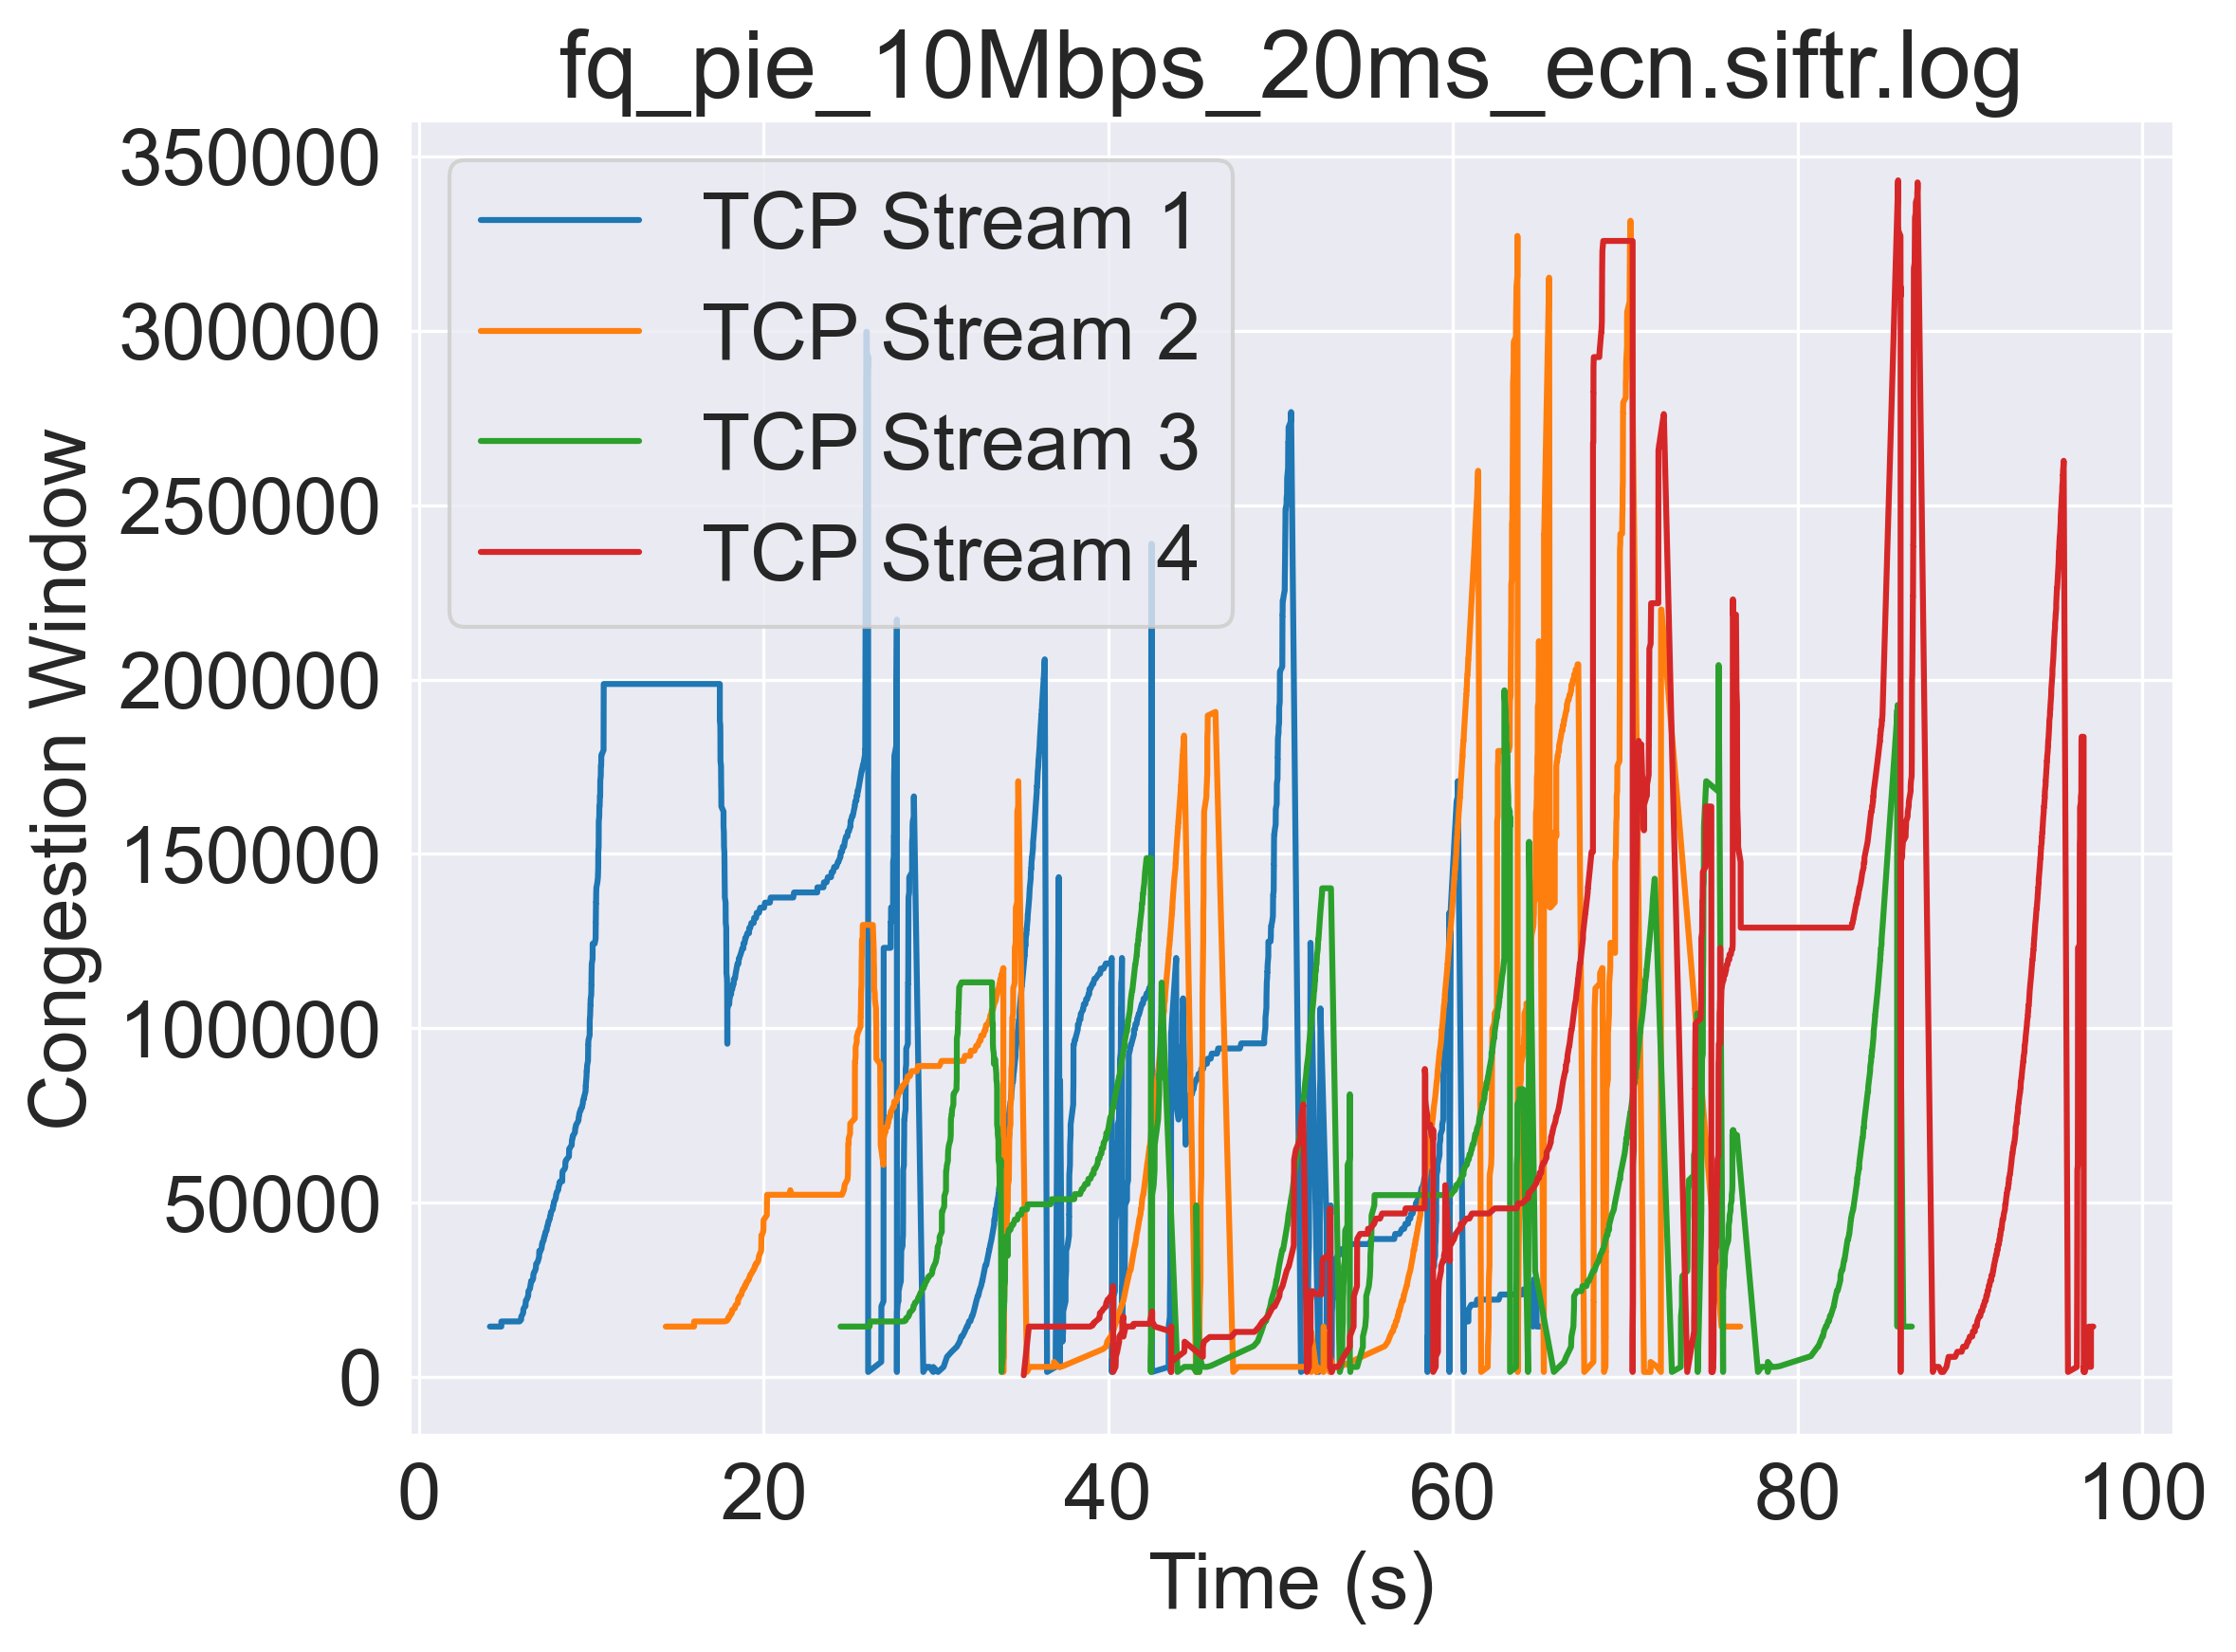 fq_pie_10Mbps_20ms_ecn.siftr.log
Congestion Window
350000
300000
250000
200000
150000
100000
50000
0
TCP Stream 1
TCP Stream 2
TCP Stream 3
TCP Stream 4
0 20 40 60 80 100
Time (s)